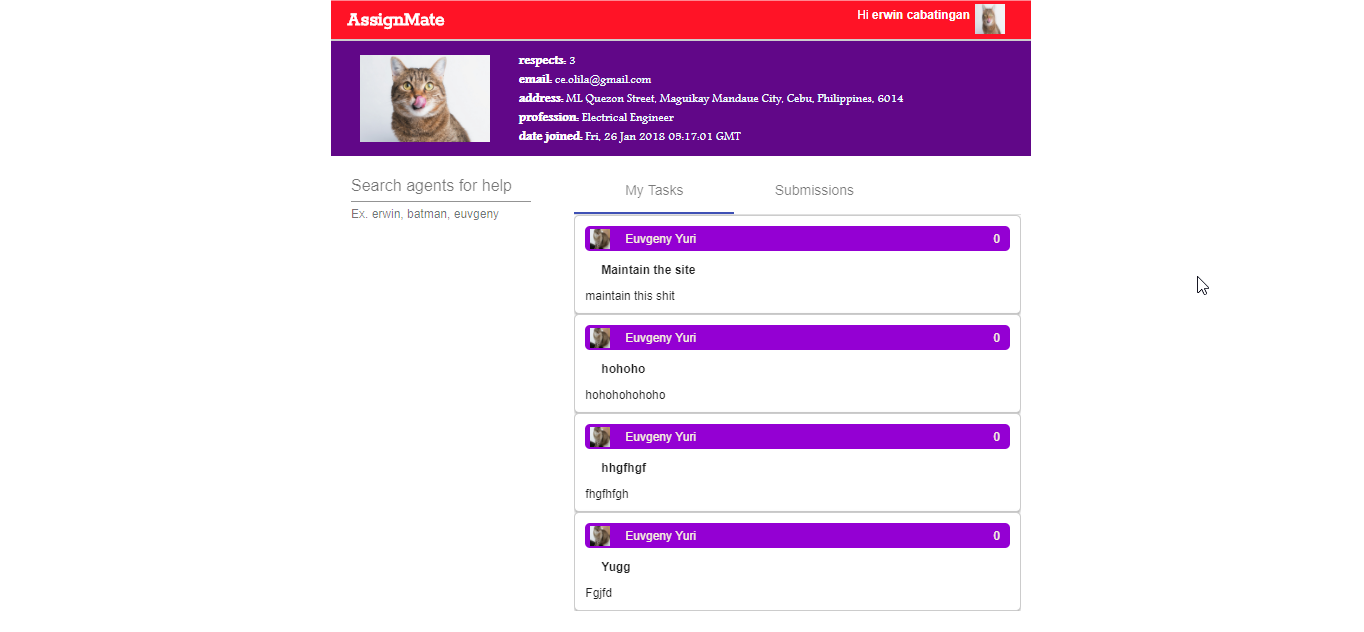 AssignMate
Hi erwin cabatingan
respects: 3
email: ce.olila@gmail.com
address: ML Quezon Street, Maguikay Mandaue City, Cebu, Philippines, 6014
profession: Electrical Engineer
date joined: Fri, 26 Jan 2018 05:17:01 GMT
Search agents for help
Ex. erwin, batman, euvgeny
My Tasks Submissions
Euvgeny Yuri 0
Maintain the site
maintain this shit
Euvgeny Yuri 0
hohoho
hohohohohoho
Euvgeny Yuri 0
hhgfhgf
fhgfhfgh
Euvgeny Yuri 0
Yugg
Fgjfd